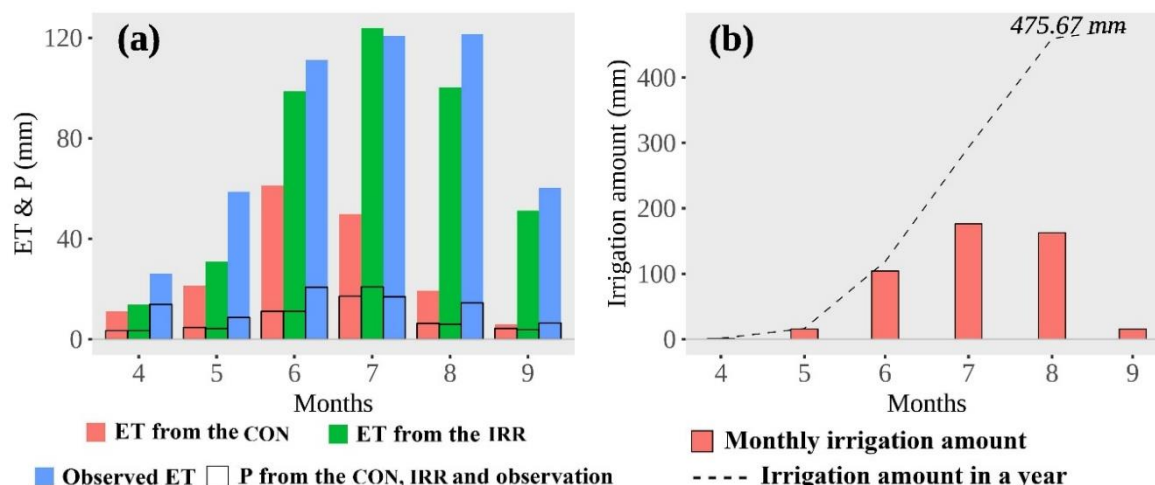 (a)
120
80
40
0
ET & P (mm)
4 5 6 7 8 9
Months
ET from the CON ET from the IRR
Observed ET P from the CON, IRR and observation
(b)
475.67 mm
400
300
200
100
0
Irrigation amount (mm)
4 5 6 7 8 9
Months
Monthly irrigation amount
Irrigation amount in a year